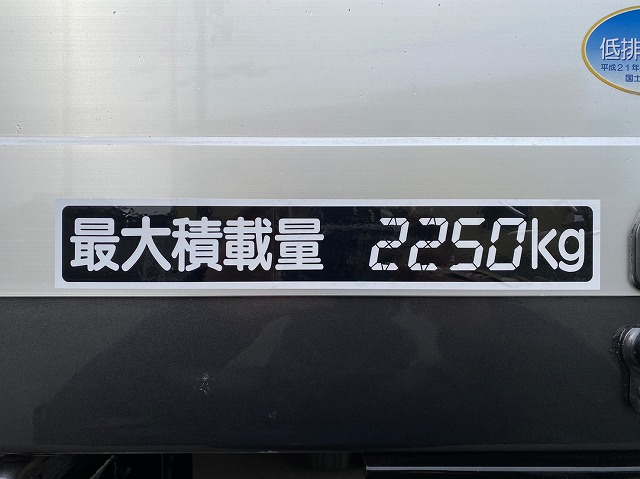 低排
平成21年
国土
最大積載量 2250kg